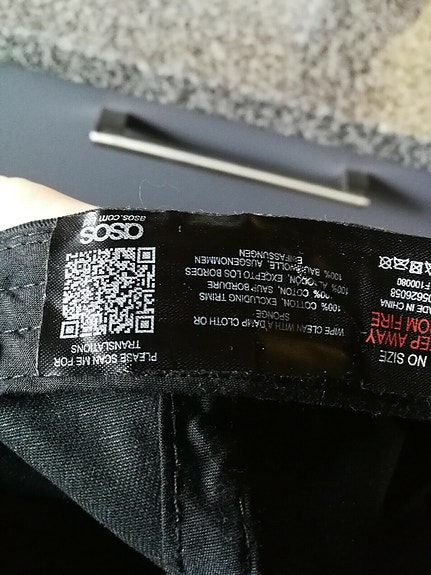 NO SIZE
EP AWAY
OM FIRE
ADE IN CHINA
F100080
WIPE CLEAN WITH A DAMP CLOTH OR
SPONGE
100% COTTON, EXCLUDING TRIMS
100% COTON, SAUF BORDURE
100% ALGODÓN, EXCEPTO LOS BORDES
100% BAUMWOLLE, AUSGENOMMEN
EINFASSUNGEN
PLEASE SCAN ME FOR
TRANSLATIONS
asos
asos.com